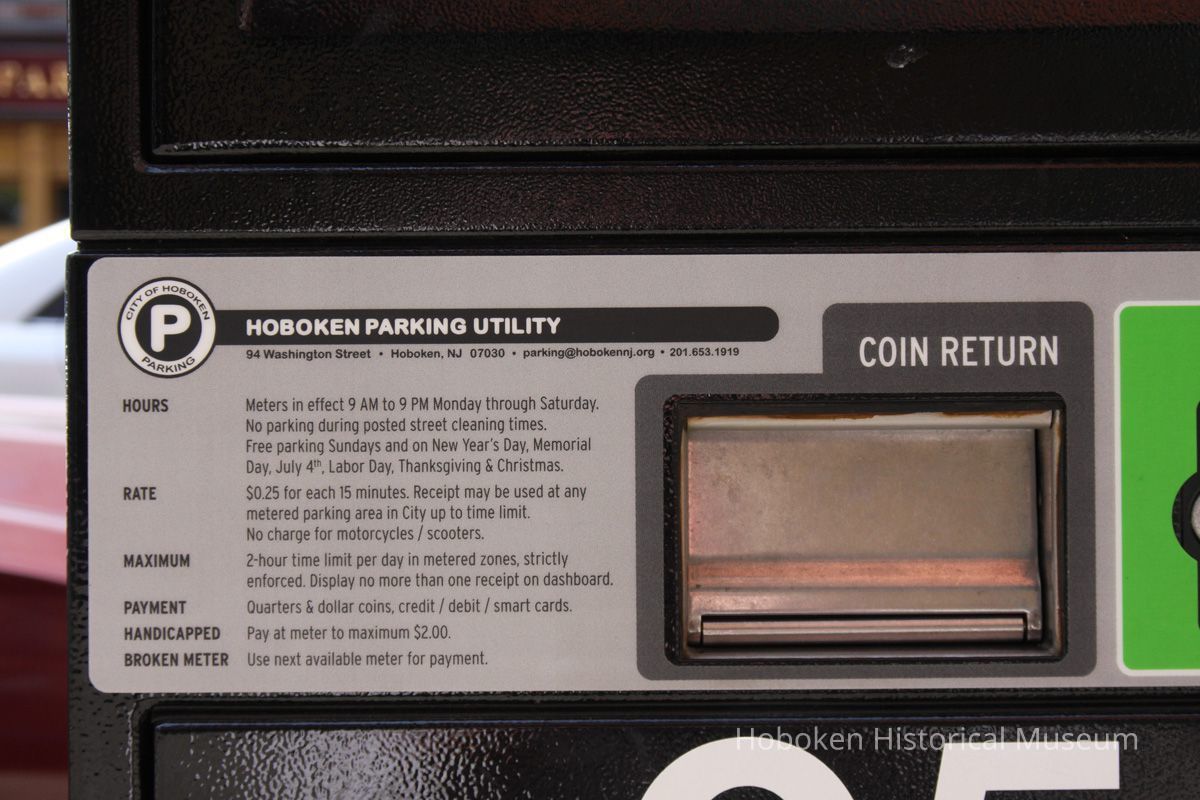 CITY OF HOBOKEN
P
PARKING
HOBOKEN PARKING UTILITY
94 Washington Street • Hoboken, NJ 07030 • parking@hobokennj.org • 201.653.1919
COIN RETURN
HOURS Meters in effect 9 AM to 9 PM Monday through Saturday.
No parking during posted street cleaning times.
Free parking Sundays and on New Year's Day, Memorial
Day, July 4th, Labor Day, Thanksgiving & Christmas.
RATE $0.25 for each 15 minutes. Receipt may be used at any
metered parking area in City up to time limit.
No charge for motorcycles / scooters.
MAXIMUM 2-hour time limit per day in metered zones, strictly
enforced. Display no more than one receipt on dashboard.
PAYMENT Quarters & dollar coins, credit / debit / smart cards.
HANDICAPPED Pay at meter to maximum $2.00.
BROKEN METER Use next available meter for payment.
Hoboken Historical Museum